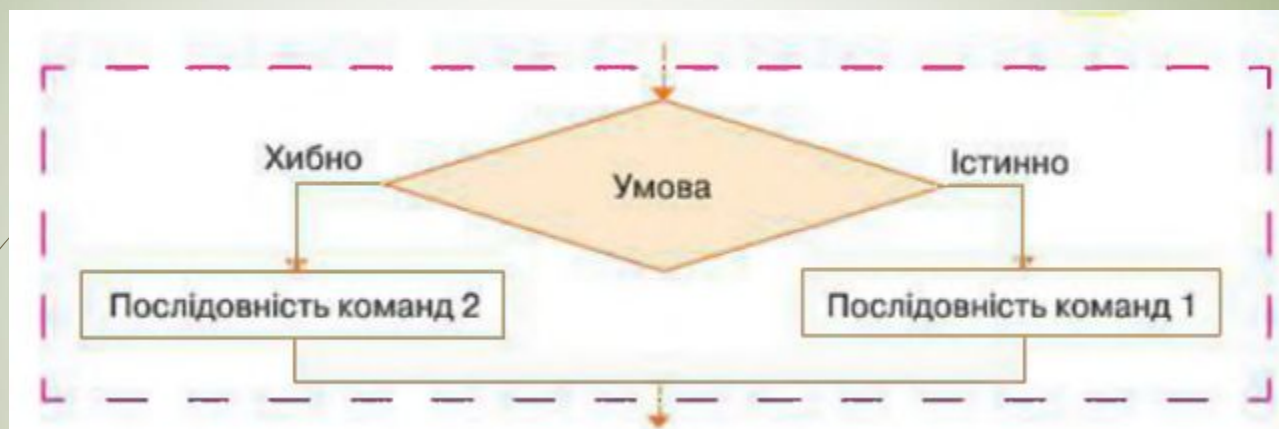 Хибно
Істинно
Умова
Послідовність команд 2
Послідовність команд 1